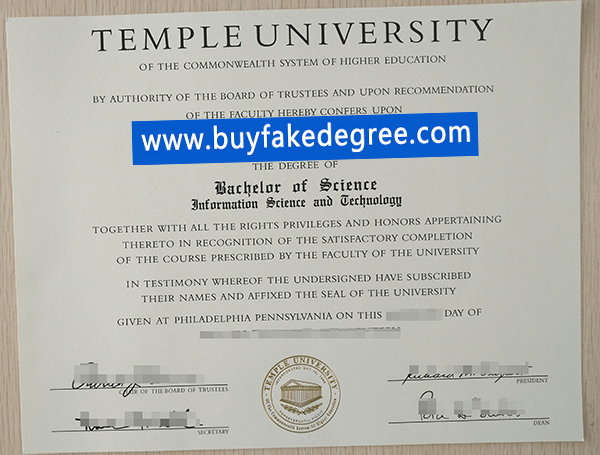 TEMPLE UNIVERSITY
OF THE COMMONWEALTH SYSTEM OF HIGHER EDUCATION
BY AUTHORITY OF THE BOARD OF TRUSTEES AND UPON RECOMMENDATION
OF THE FACULTY HEREBY CONFERS UPON
www.buyfakedegree.com
THE DEGREE OF
Bachelor of Science
Information Science and Technology
TOGETHER WITH ALL THE RIGHTS PRIVILEGES AND HONORS APPERTAINING
THERETO IN RECOGNITION OF THE SATISFACTORY COMPLETION
OF THE COURSE PRESCRIBED BY THE FACULTY OF THE UNIVERSITY
IN TESTIMONY WHEREOF THE UNDERSIGNED HAVE SUBSCRIBED
THEIR NAMES AND AFFIXED THE SEAL OF THE UNIVERSITY
GIVEN AT PHILADELPHIA PENNSYLVANIA ON THIS DAY OF
OF THE BOARD OF TRUSTEES
PRESIDENT
TEMPLE UNIVERSITY
SECRETARY
DEAN